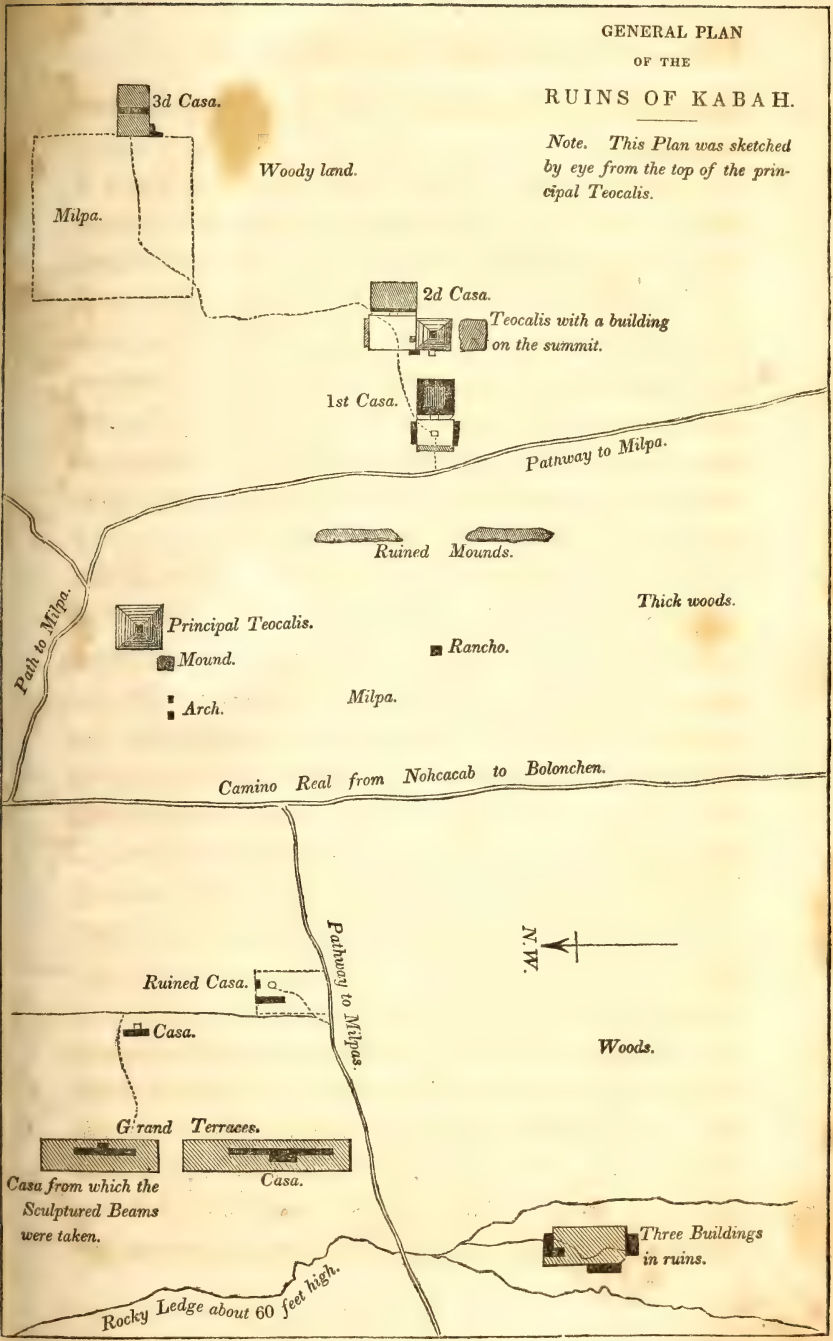 GENERAL PLAN
OF THE
RUINS OF KABAH.
Note. This Plan was sketched
by eye from the top of the prin-
cipal Teocalis.
3d Casa.
Woody land.
Milpa.
2d Casa.
Teocalis with a building
on the summit.
1st Casa.
Pathway to Milpa.
Ruined Mounds.
Thick woods.
Path to Milpa.
Principal Teocalis.
Mound.
Rancho.
Arch.
Milpa.
Camino Real from Nohcacab to Bolonchen.
N.W.
Ruined Casa.
Pathway to Milpas.
Casa.
Woods.
Grand Terraces.
Casa from which the
Sculptured Beams
were taken.
Casa.
Three Buildings
in ruins.
Rocky Ledge about 60 feet high.